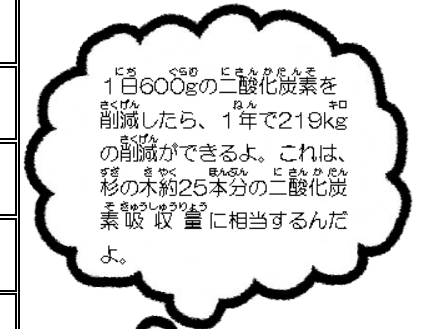 1日600gの二酸化炭素を
削減したら、1年で219kg
の削減ができるよ。これは、
杉の木約25本分の二酸化炭
素吸収量に相当するんだ
よ。